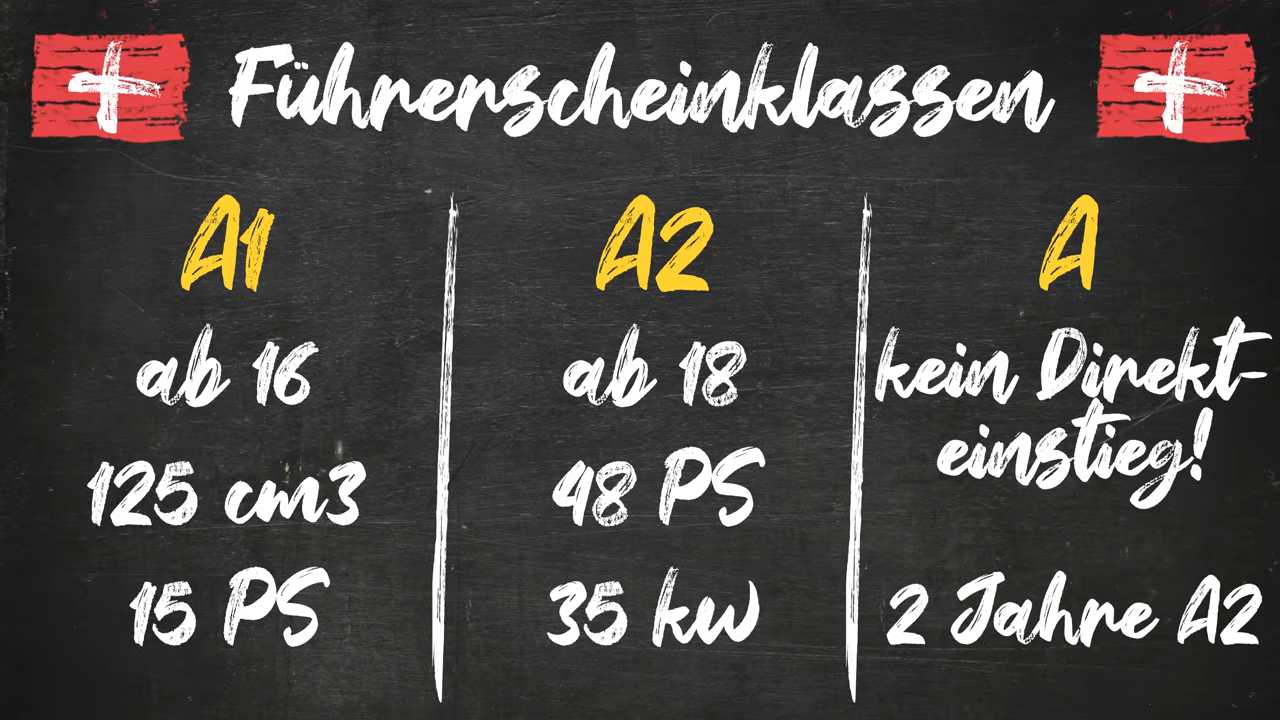 Führerscheinklassen
A1
ab 16
125 cm3
15 PS
A2
ab 18
48 PS
35 kw
A
kein Direkt-
einstieg!
2 Jahre A2